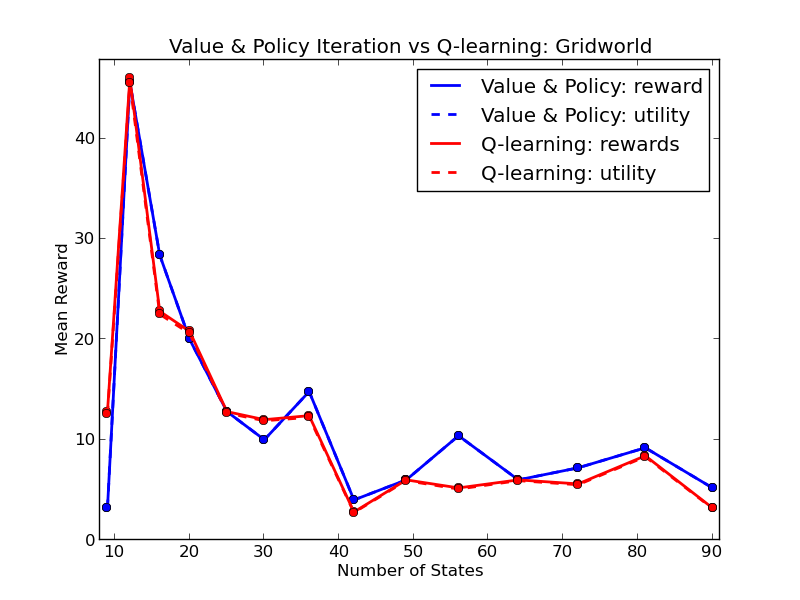 Value & Policy Iteration vs Q-learning: Gridworld
Value & Policy: reward
Value & Policy: utility
Q-learning: rewards
Q-learning: utility
Mean Reward
40
30
20
10
0
10 20 30 40 50 60 70 80 90
Number of States